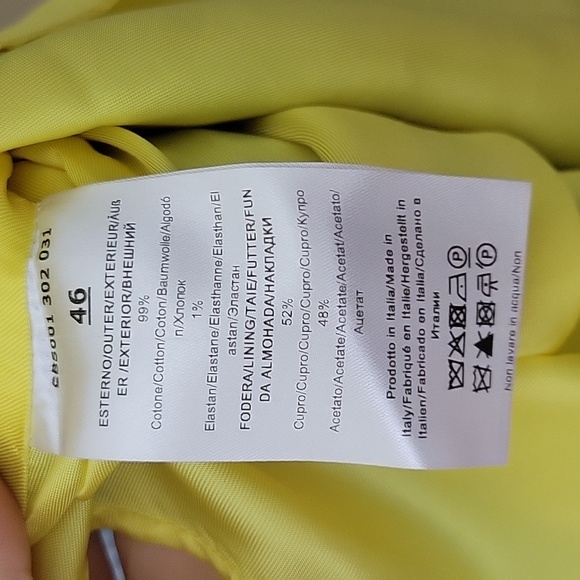 302 031
46
ESTERNO/OUTER/EXTERIEUR/ÄUß
ER /EXTERIOR/ВНЕШНИЙ
99%
Cotone/Cotton/Coton/Baumwolle/Algodó
n/Хлопок
1%
Elastan/Elastane/Elasthanne/Elasthan/El
astan/Эластан
FODERA/LINING/TAIE/FUTTER/FUN
DA ALMOHADA/НАКЛАДКИ
52%
Cupro/Cupro/Cupro/Cupro/Cupro/Купро
48%
Acetato/Acetate/Acetate/Acetat/Acetato/
Ацетат
Prodotto in Italia/Made in
Italy/Fabriqué en Italie/Hergestellt in
Italien/Fabricado en Italia/Сделано в
Италии
P
P
Non lavare in acqua/Non